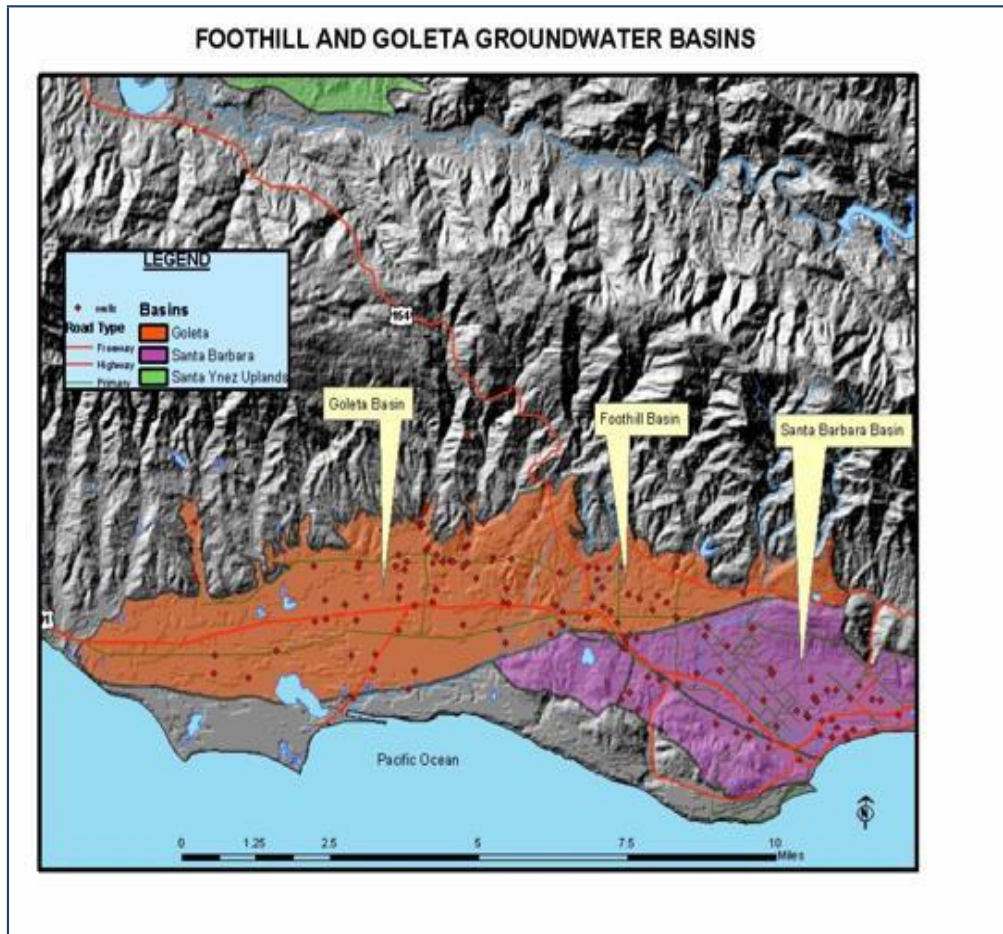 FOOTHILL AND GOLETA GROUNDWATER BASINS
LEGEND
wells
Basins
Road Type
Goleta
Freeway
Santa Barbara
Highway
Santa Ynez Uplands
Primary
154
Goleta Basin
Foothill Basin
Santa Barbara Basin
Pacific Ocean
N
0 1.25 2.5 5 7.5 10
Miles